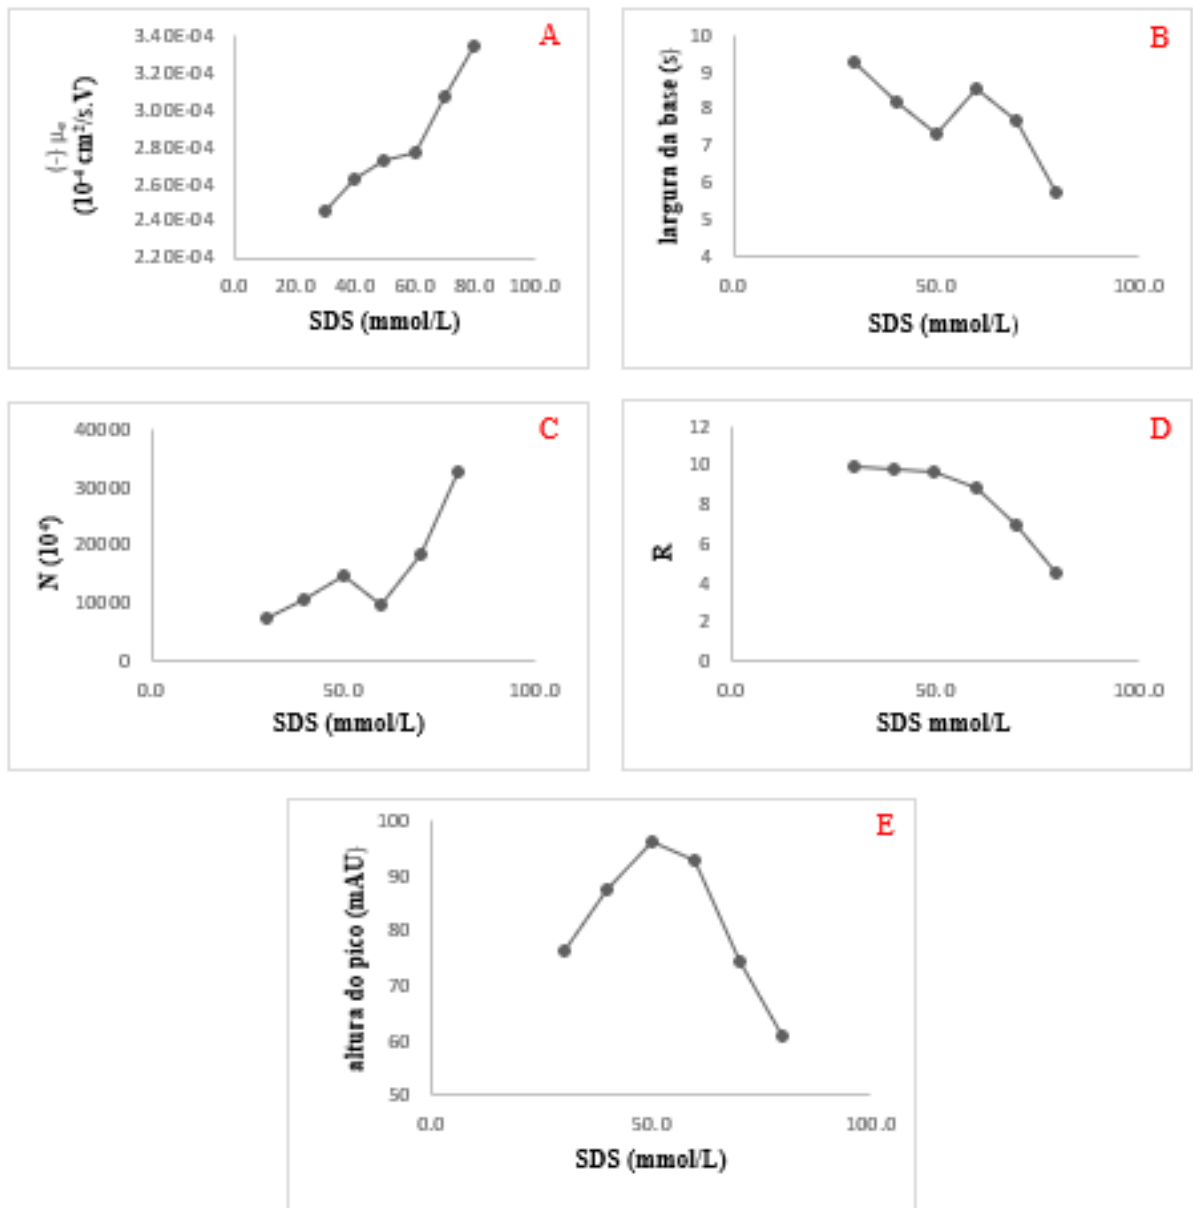 A
3.40E-04
3.20E-04
3.00E-04
2.80E-04
2.60E-04
2.40E-04
2.20E-04
(-) μₑ
(10⁻⁴ cm²/s.V)
0.0 20.0 40.0 60.0 80.0 100.0
SDS (mmol/L)
B
10
9
8
7
6
5
4
largura da base (s)
0.0 50.0 100.0
SDS (mmol/L)
C
40000
30000
20000
10000
0
N (10⁴)
0.0 50.0 100.0
SDS (mmol/L)
D
12
10
8
6
4
2
0
R
0.0 50.0 100.0
SDS mmol/L
E
100
90
80
70
60
50
altura do pico (mAU)
0.0 50.0 100.0
SDS (mmol/L)